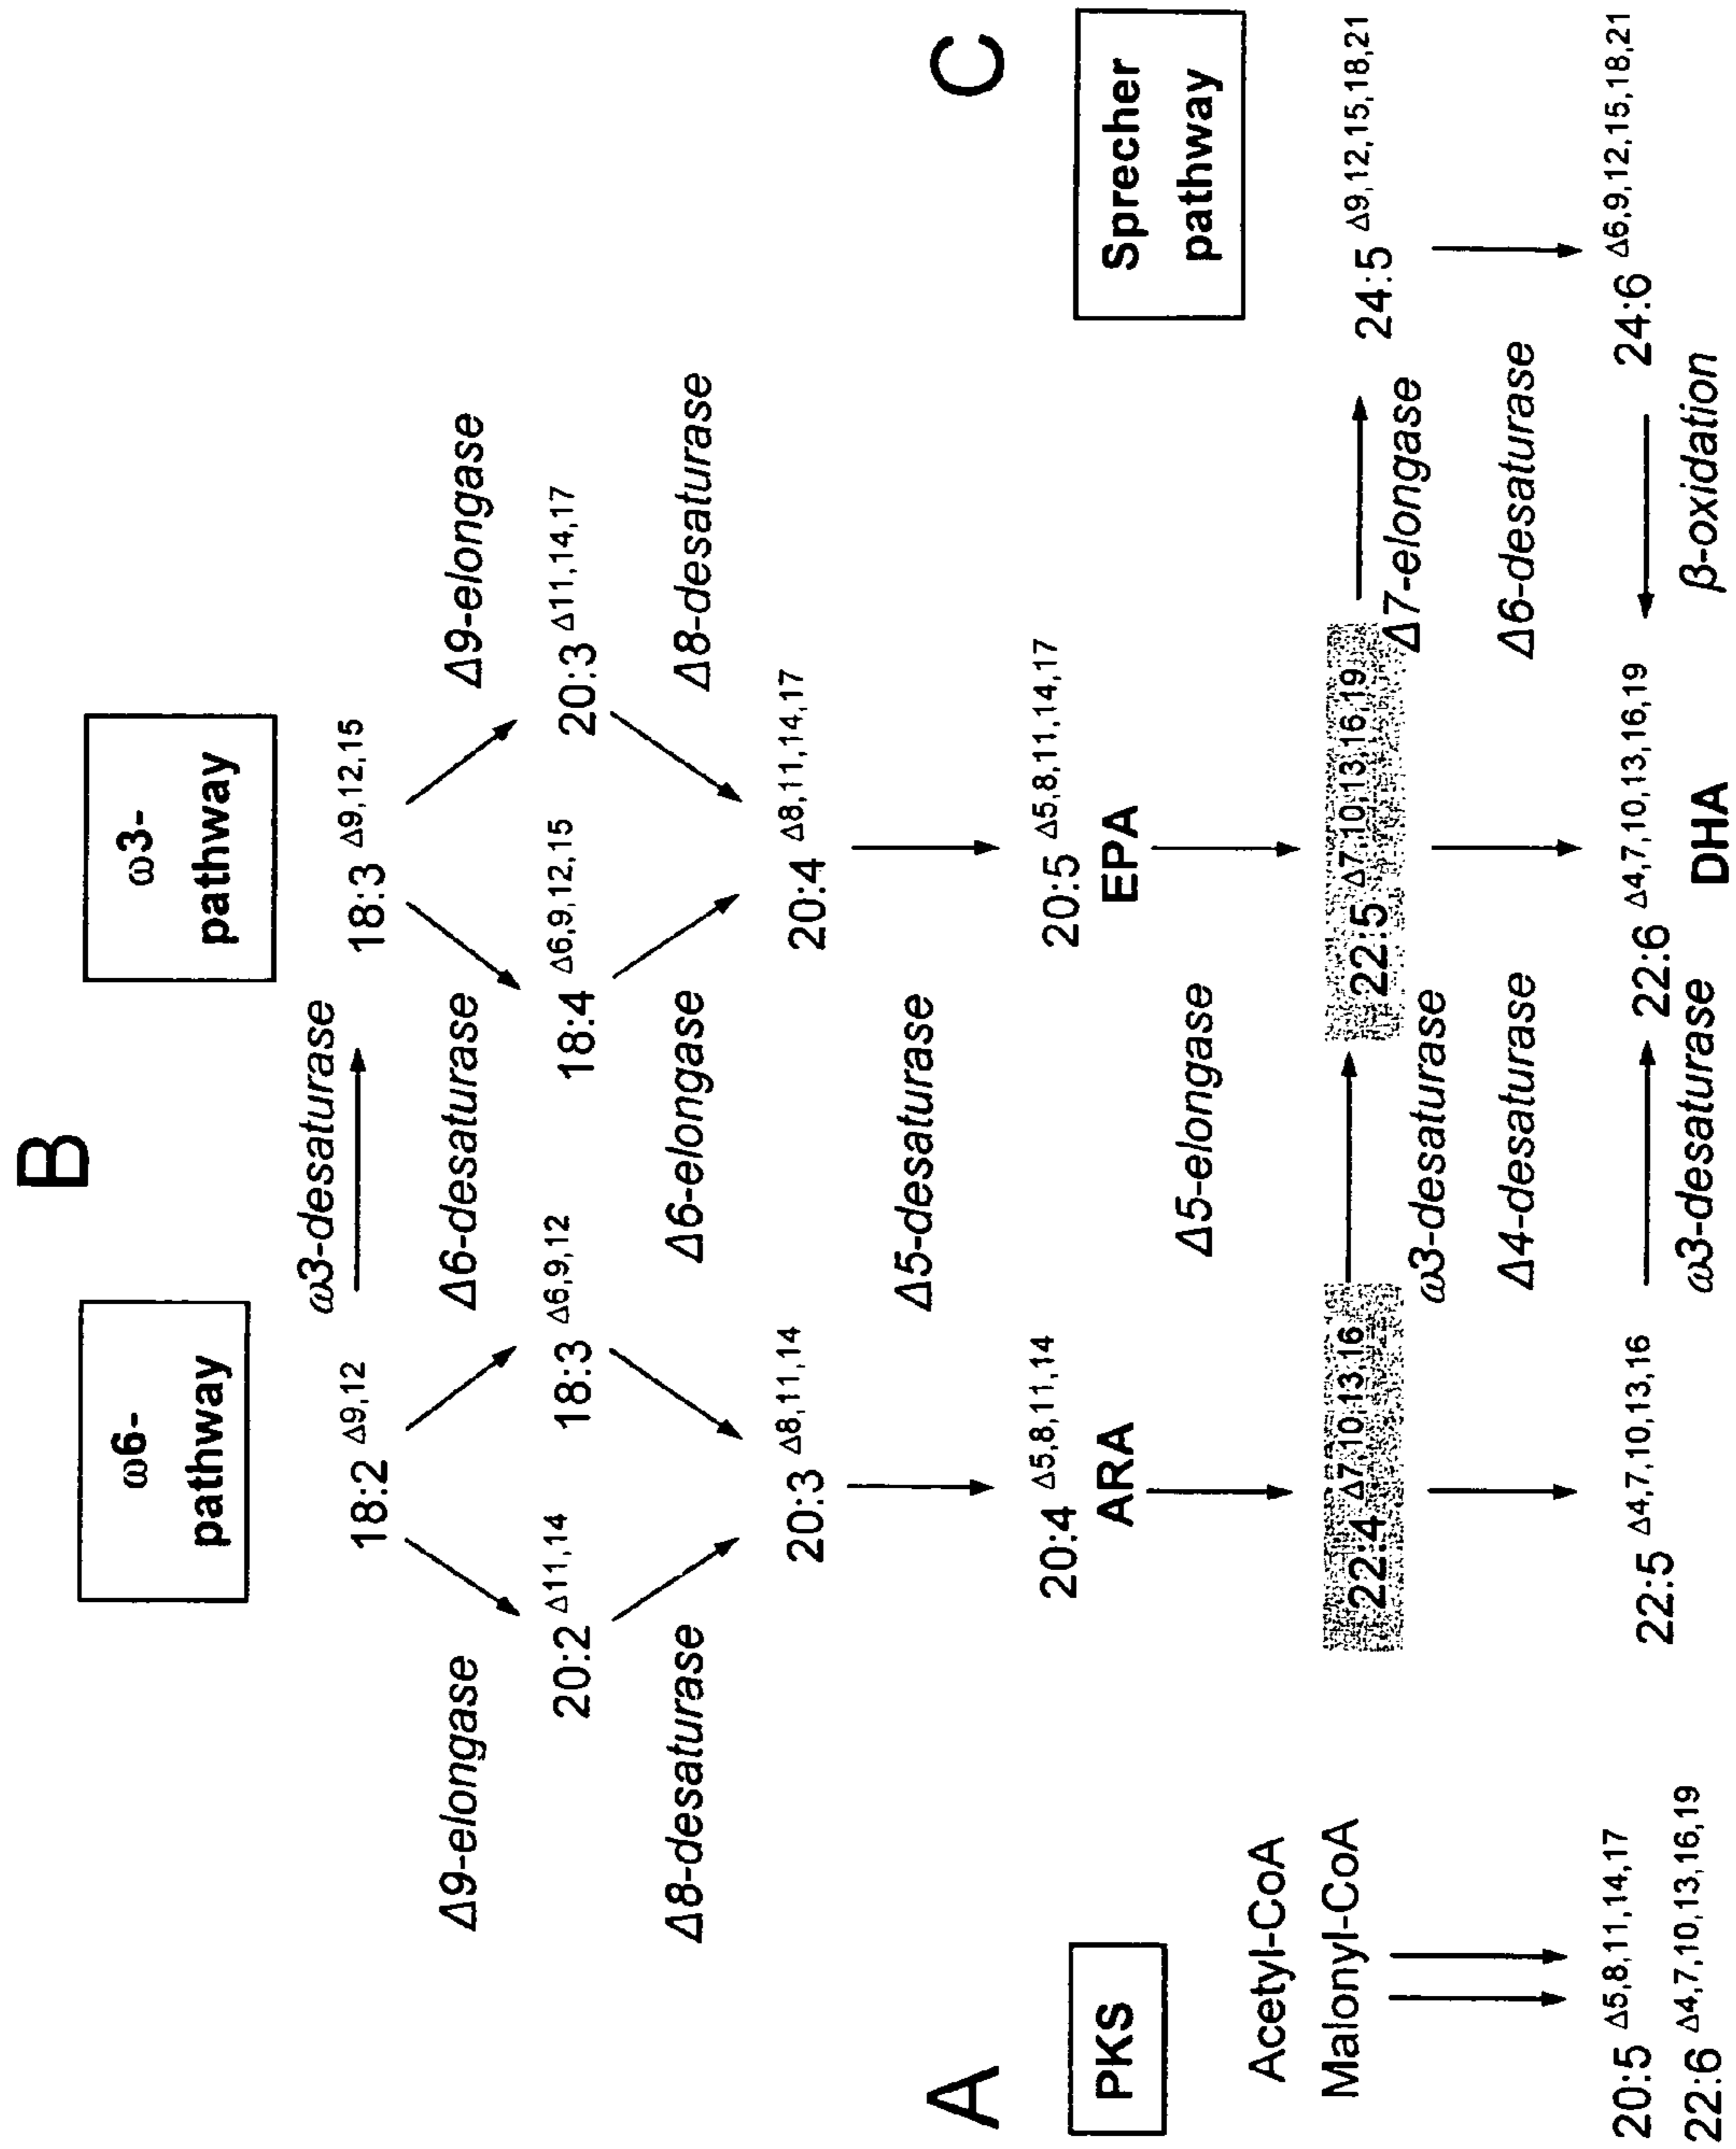 B
ω6-
pathway
ω3-
pathway
ω3-desaturase
18:2 Δ9,12
18:3 Δ9,12,15
Δ9-elongase
Δ6-desaturase
Δ9-elongase
20:2 Δ11,14
18:3 Δ6,9,12
18:4 Δ6,9,12,15
20:3 Δ11,14,17
Δ8-desaturase
Δ6-elongase
Δ8-desaturase
20:3 Δ8,11,14
20:4 Δ8,11,14,17
Δ5-desaturase
20:4 Δ5,8,11,14
ARA
20:5 Δ5,8,11,14,17
EPA
Δ5-elongase
22:4 Δ7,10,13,16
22:5 Δ7,10,13,16,19
ω3-desaturase
Δ4-desaturase
22:5 Δ4,7,10,13,16
22:6 Δ4,7,10,13,16,19
ω3-desaturase
DHA
A
PKS
Acetyl-CoA
Malonyl-CoA
20:5 Δ5,8,11,14,17
22:6 Δ4,7,10,13,16,19
C
Sprecher
pathway
24:5 Δ9,12,15,18,21
Δ7-elongase
Δ6-desaturase
24:6 Δ6,9,12,15,18,21
β-oxidation